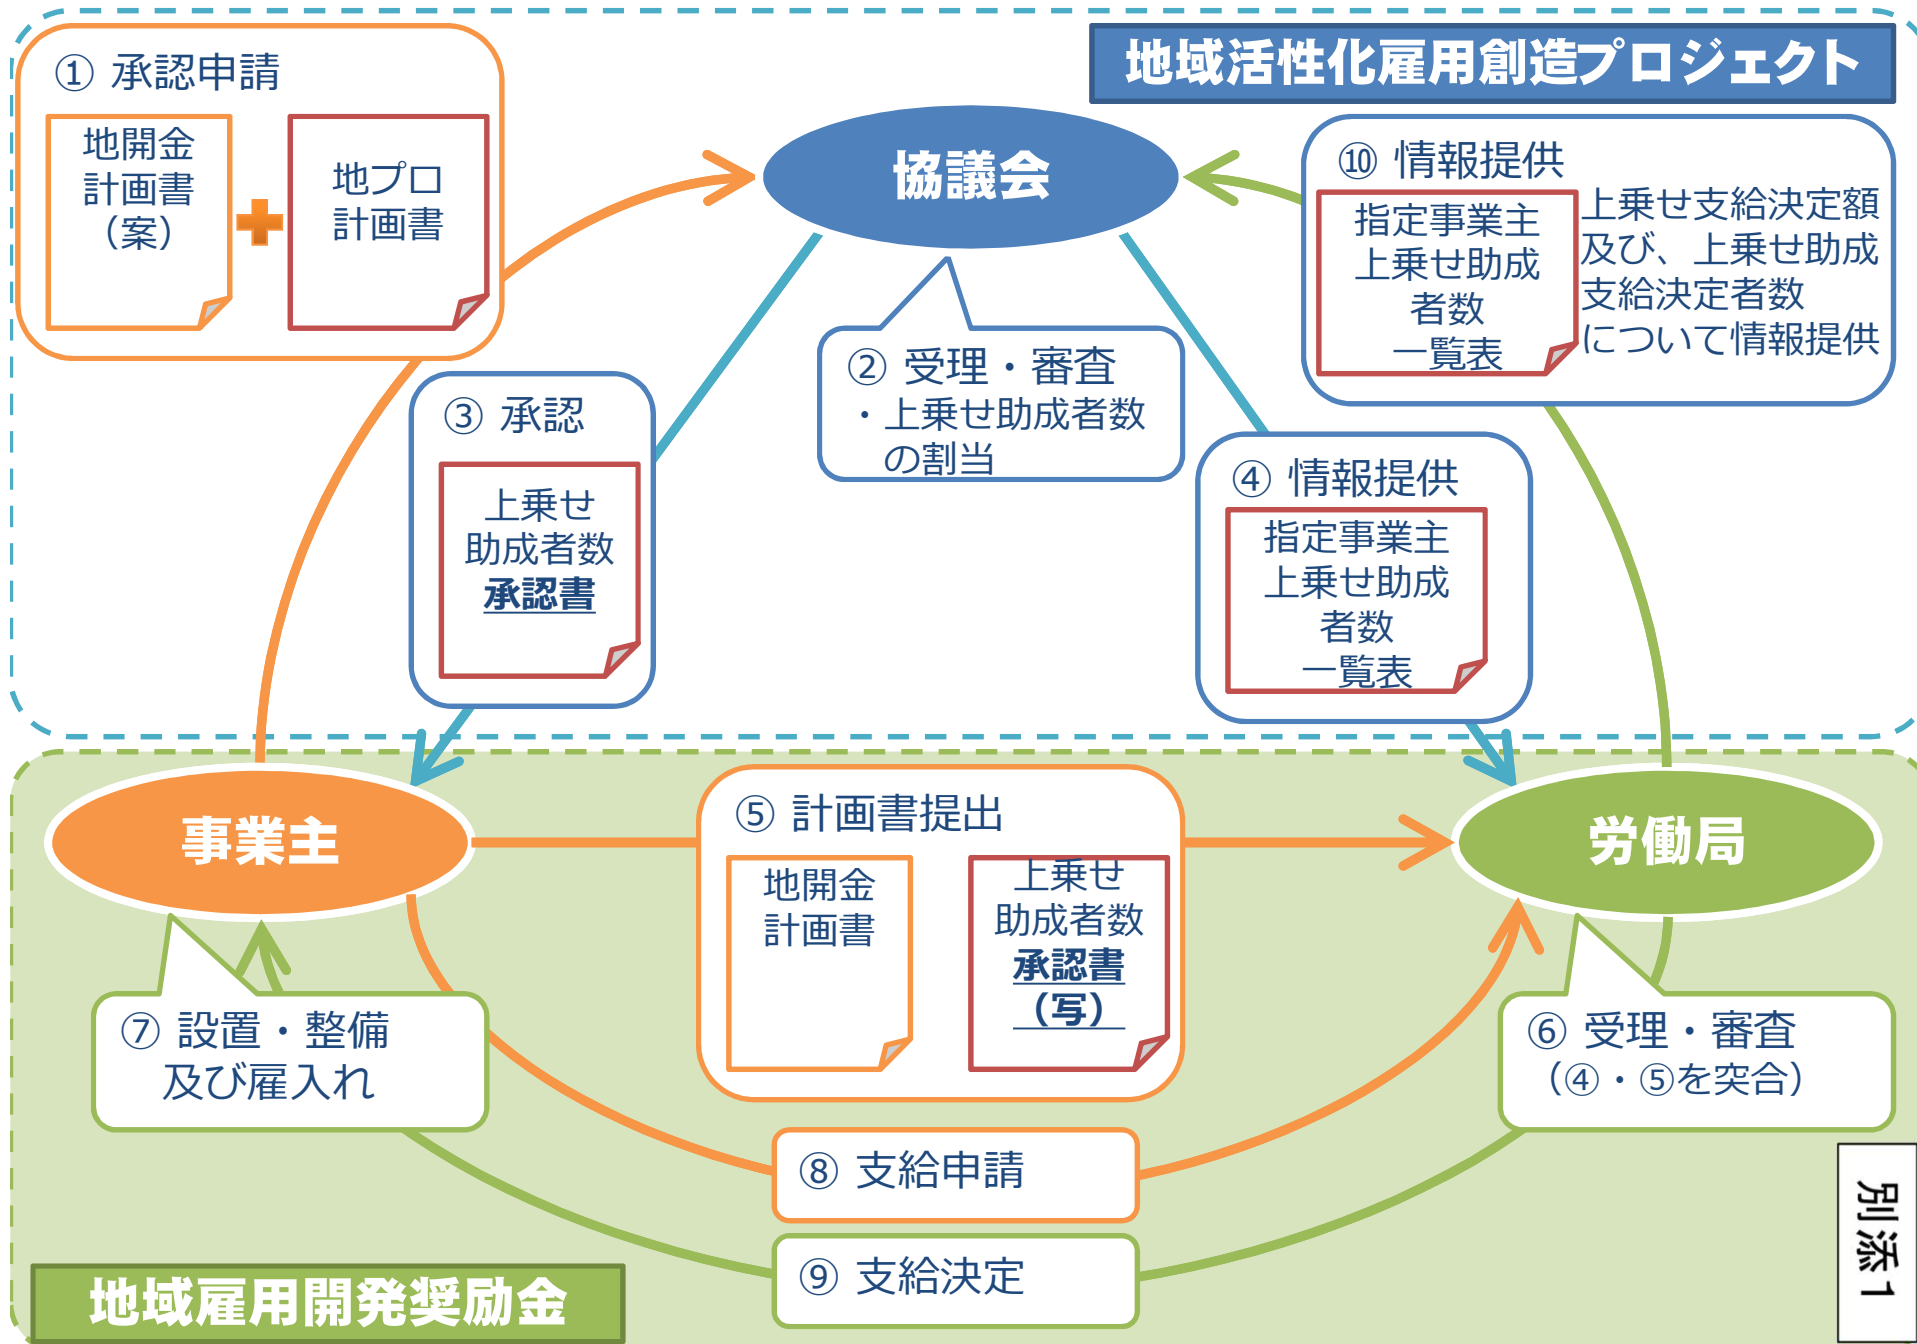 地域活性化雇用創造プロジェクト
① 承認申請
地開金
計画書
（案）
地プロ
計画書
協議会
⑩ 情報提供
指定事業主
上乗せ助成
者数
一覧表
上乗せ支給決定額
及び、上乗せ助成
支給決定者数
について情報提供
② 受理・審査
・上乗せ助成者数
の割当
③ 承認
上乗せ
助成者数
承認書
④ 情報提供
指定事業主
上乗せ助成
者数
一覧表
事業主
⑤ 計画書提出
地開金
計画書
上乗せ
助成者数
承認書
（写）
労働局
⑦ 設置・整備
及び雇入れ
⑥ 受理・審査
（④・⑤を突合）
⑧ 支給申請
⑨ 支給決定
地域雇用開発奨励金
別添1